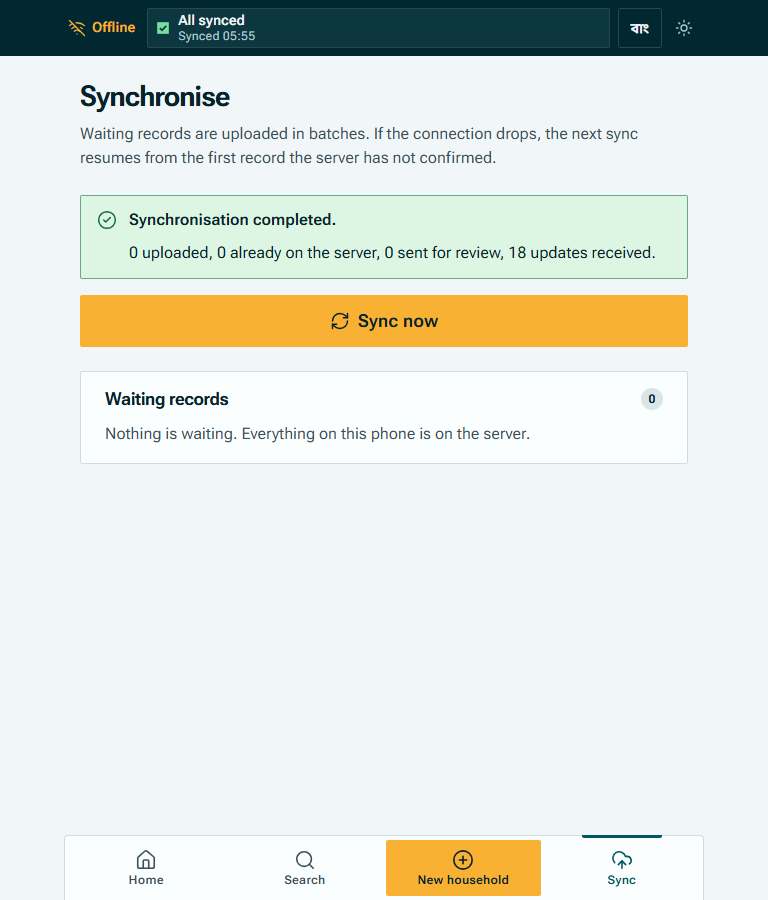 Offline
All synced
Synced 05:55
বাং
Synchronise
Waiting records are uploaded in batches. If the connection drops, the next sync
resumes from the first record the server has not confirmed.
Synchronisation completed.
0 uploaded, 0 already on the server, 0 sent for review, 18 updates received.
Sync now
Waiting records 0
Nothing is waiting. Everything on this phone is on the server.
Home Search New household Sync